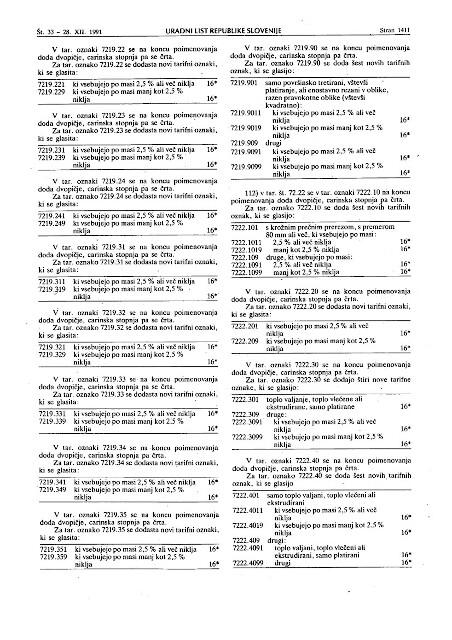 Št. 33 – 28. XII. 1991 URADNI LIST REPUBLIKE SLOVENIJE Stran 1411
V tar. oznaki 7219.22 se na koncu poimenovanja
doda dvopičje, carinska stopnja pa črta.
Za tar. oznako 7219.22 se dodasta novi tarifni oznaki,
ki se glasita:
7219.221 ki vsebujejo po masi 2,5 % ali več niklja 16*
7219.229 ki vsebujejo po masi manj kot 2,5 %
niklja 16*
V tar. oznaki 7219.23 se na koncu poimenovanja
doda dvopičje, carinska stopnja pa črta.
Za tar. oznako 7219.23 se dodasta novi tarifni oznaki,
ki se glasita:
7219.231 ki vsebujejo po masi 2,5 % ali več niklja 16*
7219.239 ki vsebujejo po masi manj kot 2,5 %
niklja 16*
V tar. oznaki 7219.24 se na koncu poimenovanja
doda dvopičje, carinska stopnja pa črta.
Za tar. oznako 7219.24 se dodasta novi tarifni oznaki,
ki se glasita:
7219.241 ki vsebujejo po masi 2,5 % ali več niklja 16*
7219.249 ki vsebujejo po masi manj kot 2,5 %
niklja 16*
V tar. oznaki 7219.31 se na koncu poimenovanja
doda dvopičje, carinska stopnja pa črta.
Za tar. oznako 7219.31 se dodasta novi tarifni oznaki,
ki se glasita:
7219.311 ki vsebujejo po masi 2,5 % ali več niklja 16*
7219.319 ki vsebujejo po masi manj kot 2,5 %
niklja 16*
V tar. oznaki 7219.32 se na koncu poimenovanja
doda dvopičje, carinska stopnja pa črta.
Za tar. oznako 7219.32 se dodasta novi tarifni oznaki,
ki se glasita:
7219.321 ki vsebujejo po masi 2,5 % ali več niklja 16*
7219.329 ki vsebujejo po masi manj kot 2,5 %
niklja 16*
V tar. oznaki 7219.33 se na koncu poimenovanja
doda dvopičje, carinska stopnja pa črta.
Za tar. oznako 7219.33 se dodasta novi tarifni oznaki,
ki se glasita:
7219.331 ki vsebujejo po masi 2,5 % ali več niklja 16*
7219.339 ki vsebujejo po masi manj kot 2,5 %
niklja 16*
V tar. oznaki 7219.34 se na koncu poimenovanja
doda dvopičje, carinska stopnja pa črta.
Za tar. oznako 7219.34 se dodasta novi tarifni oznaki,
ki se glasita:
7219.341 ki vsebujejo po masi 2,5 % ali več niklja 16*
7219.349 ki vsebujejo po masi manj kot 2,5 %
niklja 16*
V tar. oznaki 7219.35 se na koncu poimenovanja
doda dvopičje, carinska stopnja pa črta.
Za tar. oznako 7219.35 se dodasta novi tarifni oznaki,
ki se glasita:
7219.351 ki vsebujejo po masi 2,5 % ali več niklja 16*
7219.359 ki vsebujejo po masi manj kot 2,5 %
niklja 16*
V tar. oznaki 7219.90 se na koncu poimenovanja
doda dvopičje, carinska stopnja pa črta.
Za tar. oznako 7219.90 se doda šest novih tarifnih
oznak, ki se glasijo:
7219.901 samo površinsko tretirani, vštevši
platiranje, ali enostavno rezani v oblike,
razen pravokotne oblike (vštevši
kvadratno):
7219.9011 ki vsebujejo po masi 2,5 % ali več
niklja 16*
7219.9019 ki vsebujejo po masi manj kot 2,5 %
niklja 16*
7219.909 drugi
7219.9091 ki vsebujejo po masi 2,5 % ali več
niklja 16*
7219.9099 ki vsebujejo po masi manj kot 2,5 %
niklja 16*
112) v tar. št. 72.22 se v tar. oznaki 7222.10 na koncu
poimenovanja doda dvopičje, carinska stopnja pa črta.
Za tar. oznako 7222.10 se doda šest novih tarifnih
oznak, ki se glasijo:
7222.101 s krožnim prečnim prerezom, s premerom
80 mm ali več, ki vsebujejo po masi:
7222.1011 2,5 % ali več niklja 16*
7222.1019 manj kot 2,5 % niklja 16*
7222.109 druge, ki vsebujejo po masi:
7222.1091 2,5 % ali več niklja 16*
7222.1099 manj kot 2,5 % niklja 16*
V tar. oznaki 7222.20 se na koncu poimenovanja
doda dvopičje, carinska stopnja pa črta.
Za tar. oznako 7222.20 se dodasta novi tarifni oznaki,
ki se glasita:
7222.201 ki vsebujejo po masi 2,5 % ali več
niklja 16*
7222.209 ki vsebujejo po masi manj kot 2,5 %
niklja 16*
V tar. oznaki 7222.30 se na koncu poimenovanja
doda dvopičje, carinska stopnja pa črta.
Za tar. oznako 7222.30 se dodajo štiri nove tarifne
oznake, ki se glasijo:
7222.301 toplo valjane, toplo vlečene ali
ekstrudirane, samo platirane 16*
7222.309 druge:
7222.3091 ki vsebujejo po masi 2,5 % ali več
niklja 16*
7222.3099 ki vsebujejo po masi manj kot 2,5 %
niklja 16*
V tar. oznaki 7222.40 se na koncu poimenovanja
doda dvopičje, carinska stopnja pa črta.
Za tar. oznako 7222.40 se doda šest novih tarifnih
oznak, ki se glasijo
7222.401 samo toplo valjani, toplo vlečeni ali
ekstrudirani
7222.4011 ki vsebujejo po masi 2,5 % ali več
niklja 16*
7222.4019 ki vsebujejo po masi manj kot 2,5 %
niklja 16*
7222.409 drugi:
7222.4091 toplo valjani, toplo vlečeni ali
ekstrudirani, samo platirani 16*
7222.4099 drugi 16*